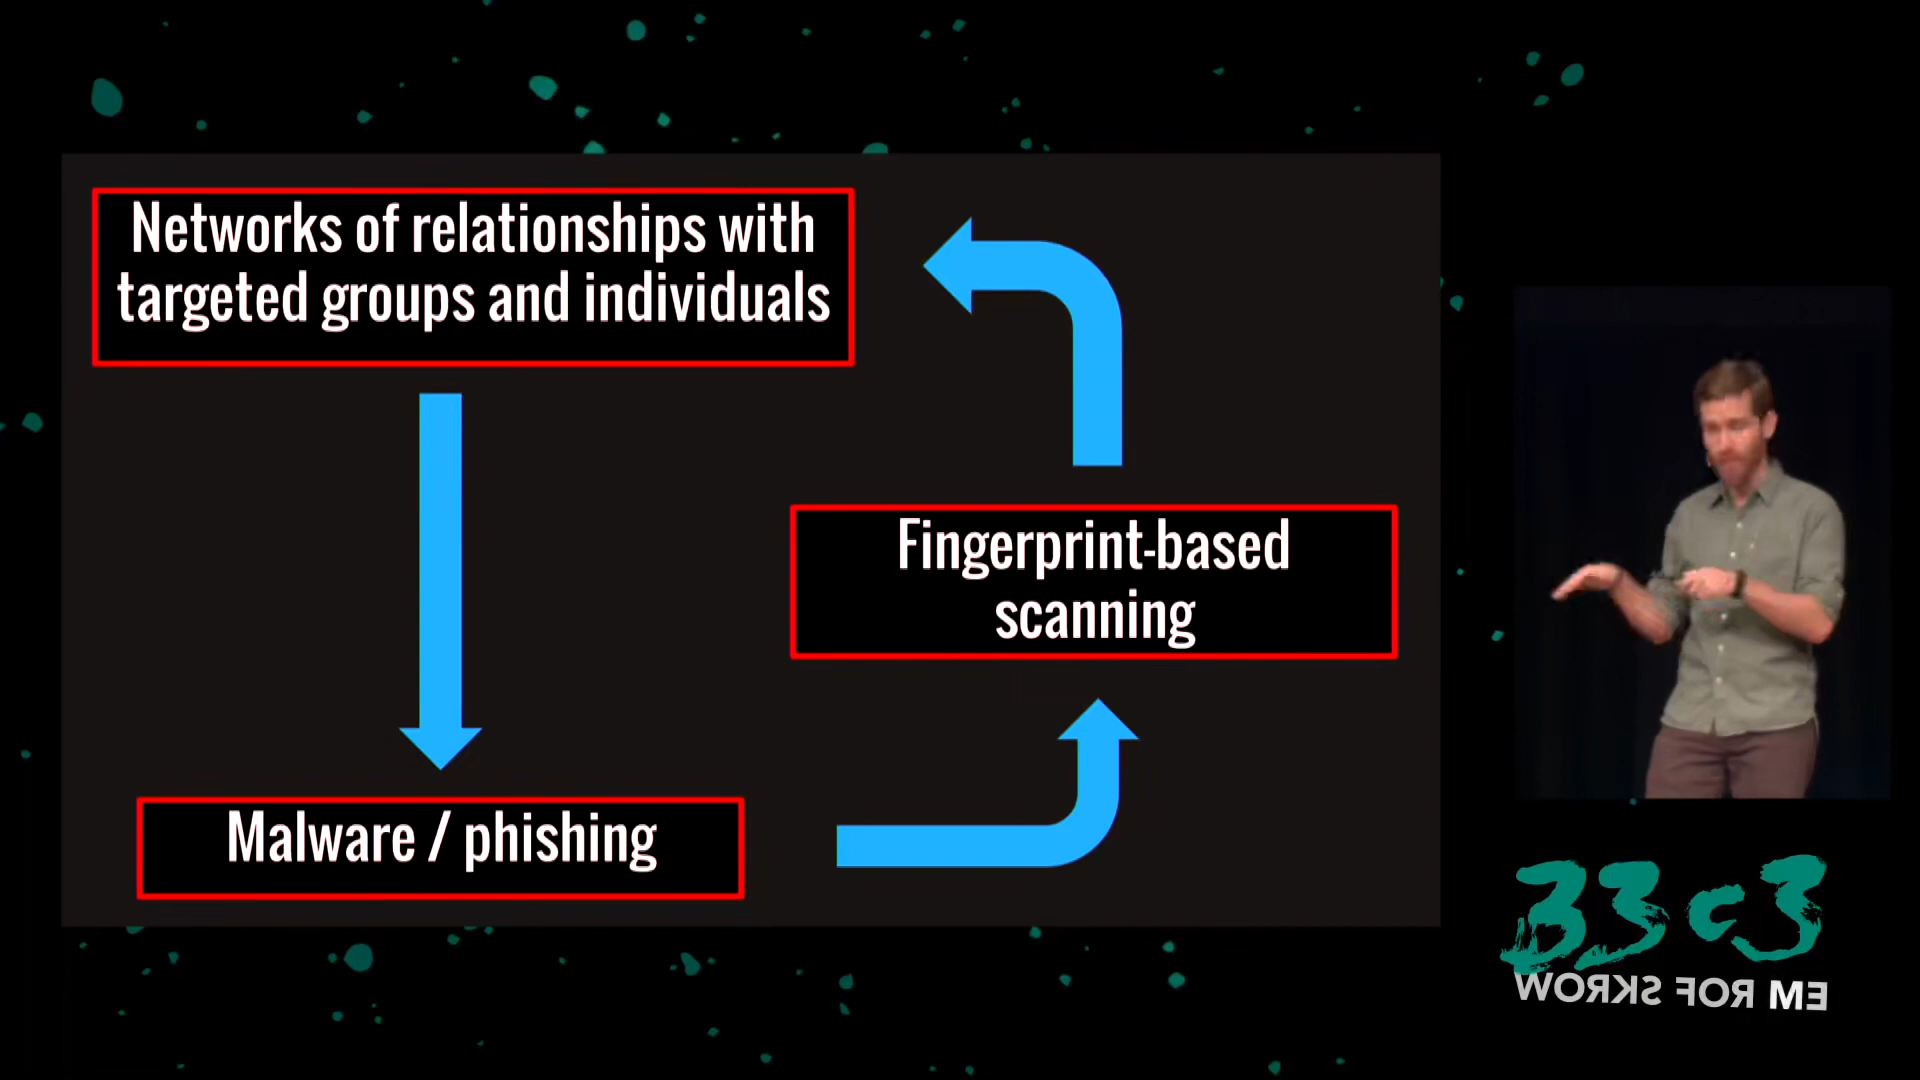 Networks of relationships with
targeted groups and individuals
Fingerprint-based
scanning
Malware / phishing
33c3
WORKS FOR ME